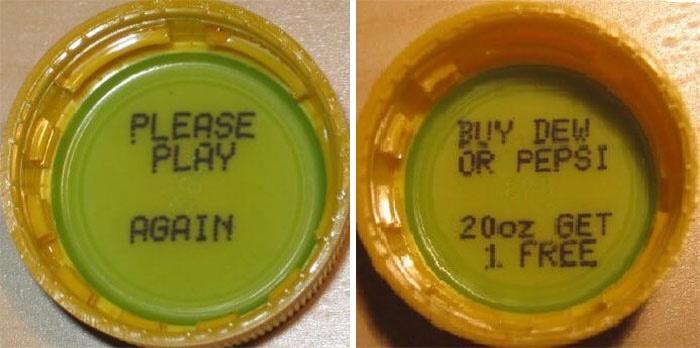 PLEASE
PLAY
AGAIN
BUY DEW
OR PEPSI
20oz GET
1 FREE